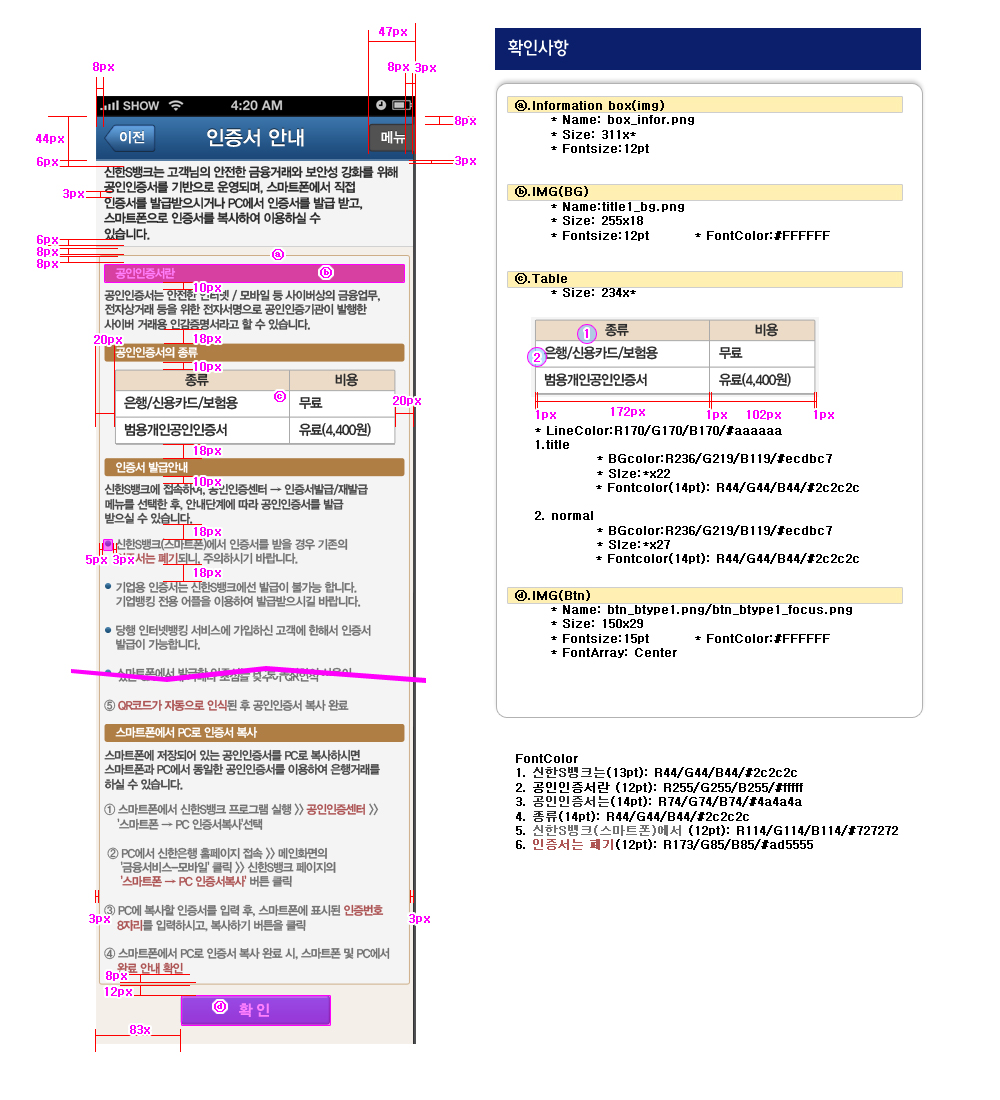 47px
8px
8px
3px
SHOW
4:20 AM
8px
44px
이전
인증서 안내
메뉴
6px
3px
신한S뱅크는 고객님의 안전한 금융거래와 보안성 강화를 위해
공인인증서를 기반으로 운영되며, 스마트폰에서 직접
3px
인증서를 발급받으시거나 PC에서 인증서를 발급 받고,
스마트폰으로 인증서를 복사하여 이용하실 수
있습니다.
6px
8px
8px
ⓐ
공인인증서란
ⓑ
10px
공인인증서는 안전한 인터넷 / 모바일 등 사이버상의 금융업무,
전자상거래 등을 위한 전자서명으로 공인인증기관이 발행한
사이버 거래용 인감증명서라고 할 수 있습니다.
18px
20px
공인인증서의 종류
10px
종류
비용
은행/신용카드/보험용
ⓒ
무료
20px
범용개인공인인증서
유료(4,400원)
18px
인증서 발급안내
10px
신한S뱅크에 접속하여, 공인인증센터 → 인증서발급/재발급
메뉴를 선택한 후, 안내단계에 따라 공인인증서를 발급
받으실 수 있습니다.
18px
신한S뱅크(스마트폰)에서 인증서를 받을 경우 기존의
5px 3px
인증서는 폐기되니, 주의하시기 바랍니다.
18px
기업용 인증서는 신한S뱅크에선 발급이 불가능 합니다.
기업뱅킹 전용 어플을 이용하여 발급받으시길 바랍니다.
당행 인터넷뱅킹 서비스에 가입하신 고객에 한해서 인증서
발급이 가능합니다.
⑤ QR코드가 자동으로 인식된 후 공인인증서 복사 완료
스마트폰에서 PC로 인증서 복사
스마트폰에 저장되어 있는 공인인증서를 PC로 복사하시면
스마트폰과 PC에서 동일한 공인인증서를 이용하여 은행거래를
하실 수 있습니다.
① 스마트폰에서 신한S뱅크 프로그램 실행 》 공인인증센터 》
'스마트폰 → PC 인증서복사'선택
② PC에서 신한은행 홈페이지 접속 》 메인화면의
'금융서비스-모바일' 클릭 》 신한S뱅크 페이지의
'스마트폰 → PC 인증서복사' 버튼 클릭
③ PC에 복사할 인증서를 입력 후, 스마트폰에 표시된 인증번호
8자리를 입력하시고, 복사하기 버튼을 클릭
3px
3px
④ 스마트폰에서 PC로 인증서 복사 완료 시, 스마트폰 및 PC에서
완료 안내 확인
8px
12px
ⓓ
확인
83x
확인사항
ⓐ.Information box(img)
* Name: box_infor.png
* Size: 311x*
* Fontsize:12pt
ⓑ.IMG(BG)
* Name:title1_bg.png
* Size: 255x18
* Fontsize:12pt * FontColor:#FFFFFF
ⓒ.Table
* Size: 234x*
① 종류
비용
② 은행/신용카드/보험용
무료
범용개인공인인증서
유료(4,400원)
1px 172px 1px 102px 1px
* LineColor:R170/G170/B170/#aaaaaa
1.title
* BGcolor:R236/G219/B119/#ecdbc7
* SIze:*x22
* Fontcolor(14pt): R44/G44/B44/#2c2c2c
2. normal
* BGcolor:R236/G219/B119/#ecdbc7
* SIze:*x27
* Fontcolor(14pt): R44/G44/B44/#2c2c2c
ⓓ.IMG(Btn)
* Name: btn_btype1.png/btn_btype1_focus.png
* Size: 150x29
* Fontsize:15pt * FontColor:#FFFFFF
* FontArray: Center
FontColor
1. 신한S뱅크는(13pt): R44/G44/B44/#2c2c2c
2. 공인인증서란 (12pt): R255/G255/B255/#fffff
3. 공인인증서는(14pt): R74/G74/B74/#4a4a4a
4. 종류(14pt): R44/G44/B44/#2c2c2c
5. 신한S뱅크(스마트폰)에서 (12pt): R114/G114/B114/#727272
6. 인증서는 폐기(12pt): R173/G85/B85/#ad5555